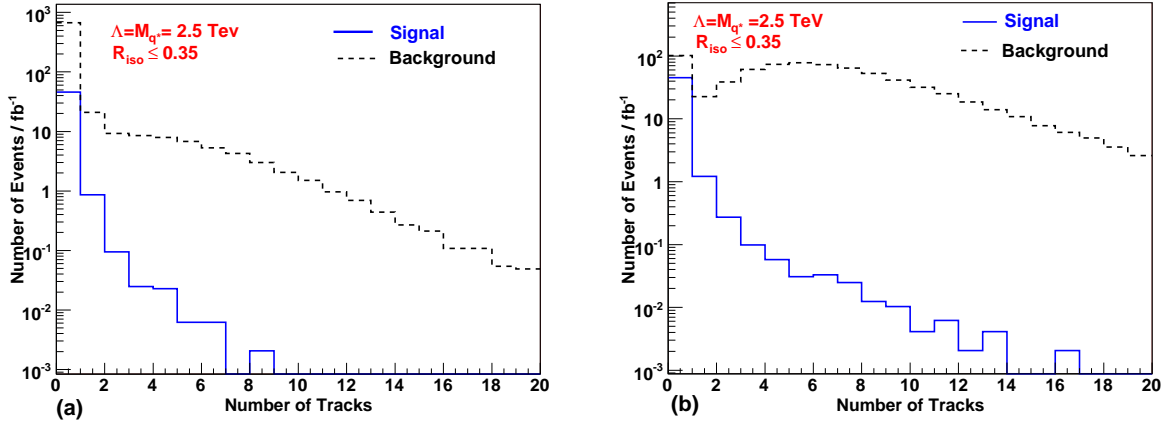 Number of Events / fb⁻¹
10³
10²
10
1
10⁻¹
10⁻²
10⁻³
Λ=M_q*= 2.5 Tev
R_iso ≤ 0.35
Signal
Background
0 2 4 6 8 10 12 14 16 18 20
Number of Tracks
(a)
Number of Events / fb⁻¹
10³
10²
10
1
10⁻¹
10⁻²
10⁻³
Λ=M_q* =2.5 TeV
R_iso ≤ 0.35
Signal
Background
0 2 4 6 8 10 12 14 16 18 20
Number of Tracks
(b)